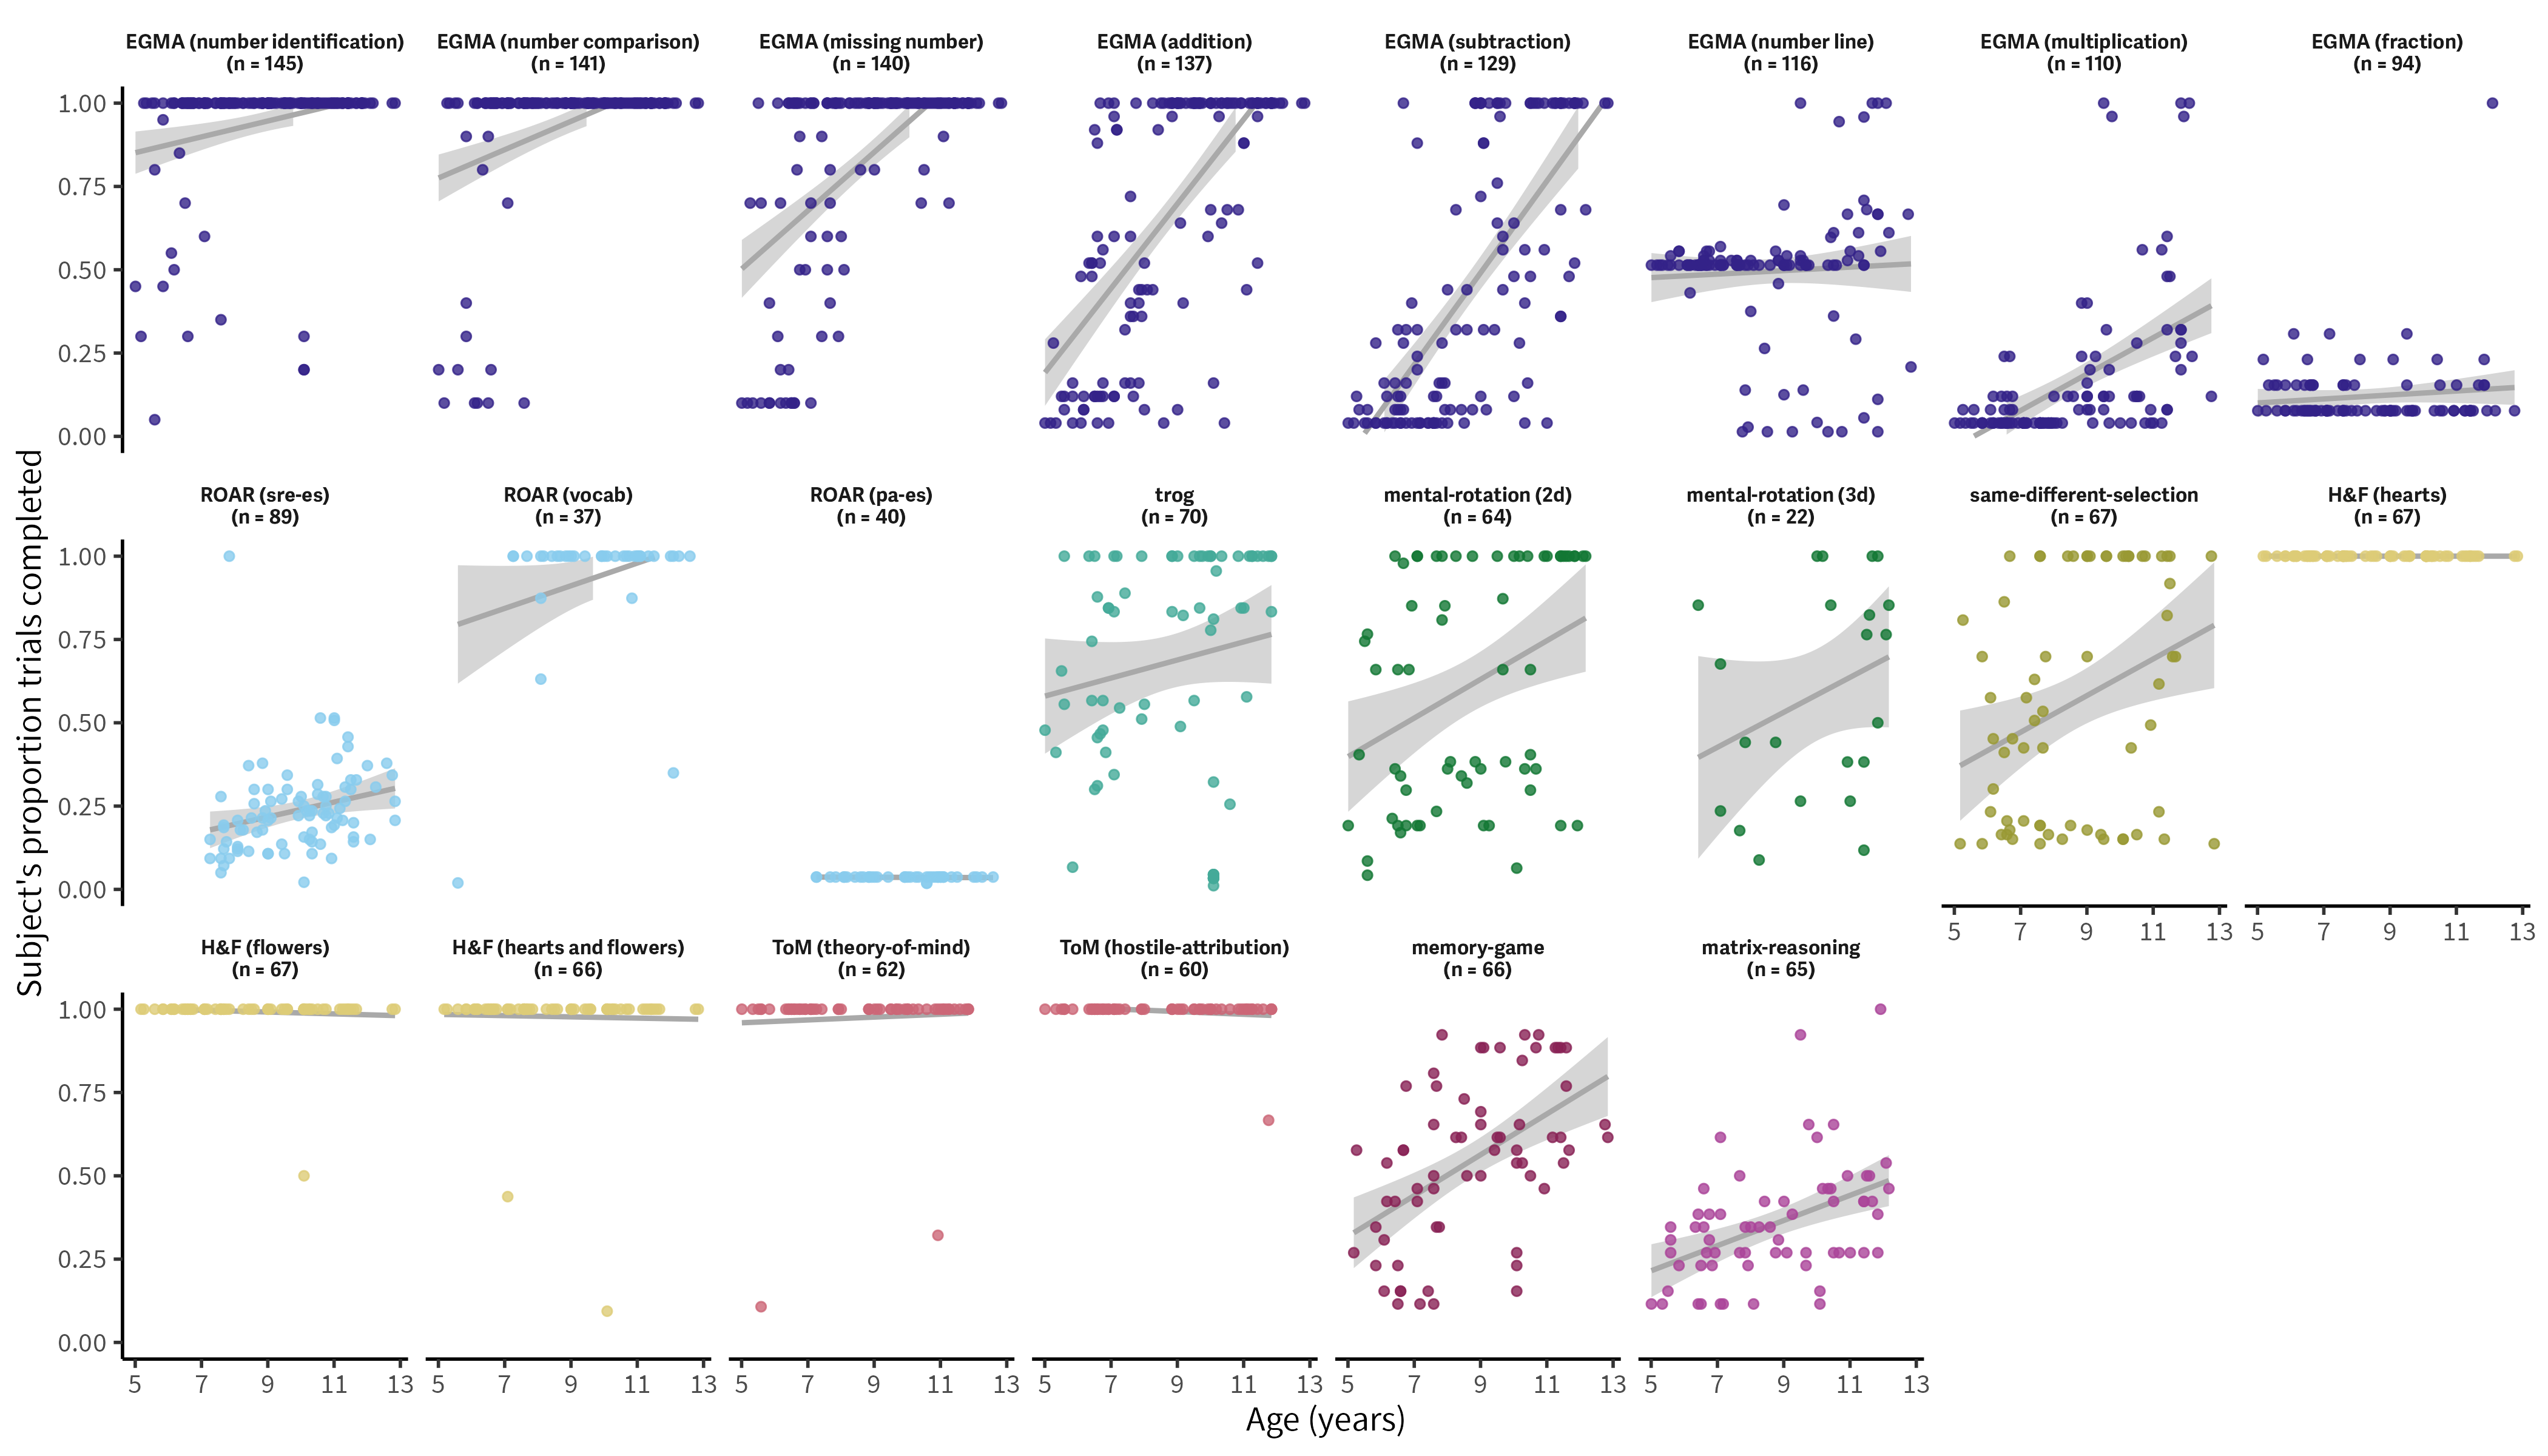 EGMA (number identification)
(n = 145)
EGMA (number comparison)
(n = 141)
EGMA (missing number)
(n = 140)
EGMA (addition)
(n = 137)
EGMA (subtraction)
(n = 129)
EGMA (number line)
(n = 116)
EGMA (multiplication)
(n = 110)
EGMA (fraction)
(n = 94)
1.00
0.75
0.50
0.25
0.00
ROAR (sre-es)
(n = 89)
ROAR (vocab)
(n = 37)
ROAR (pa-es)
(n = 40)
trog
(n = 70)
mental-rotation (2d)
(n = 64)
mental-rotation (3d)
(n = 22)
same-different-selection
(n = 67)
H&F (hearts)
(n = 67)
1.00
0.75
0.50
0.25
0.00
5 7 9 11 13
5 7 9 11 13
H&F (flowers)
(n = 67)
H&F (hearts and flowers)
(n = 66)
ToM (theory-of-mind)
(n = 62)
ToM (hostile-attribution)
(n = 60)
memory-game
(n = 66)
matrix-reasoning
(n = 65)
1.00
0.75
0.50
0.25
0.00
5 7 9 11 13
5 7 9 11 13
5 7 9 11 13
5 7 9 11 13
5 7 9 11 13
5 7 9 11 13
Subject's proportion trials completed
Age (years)